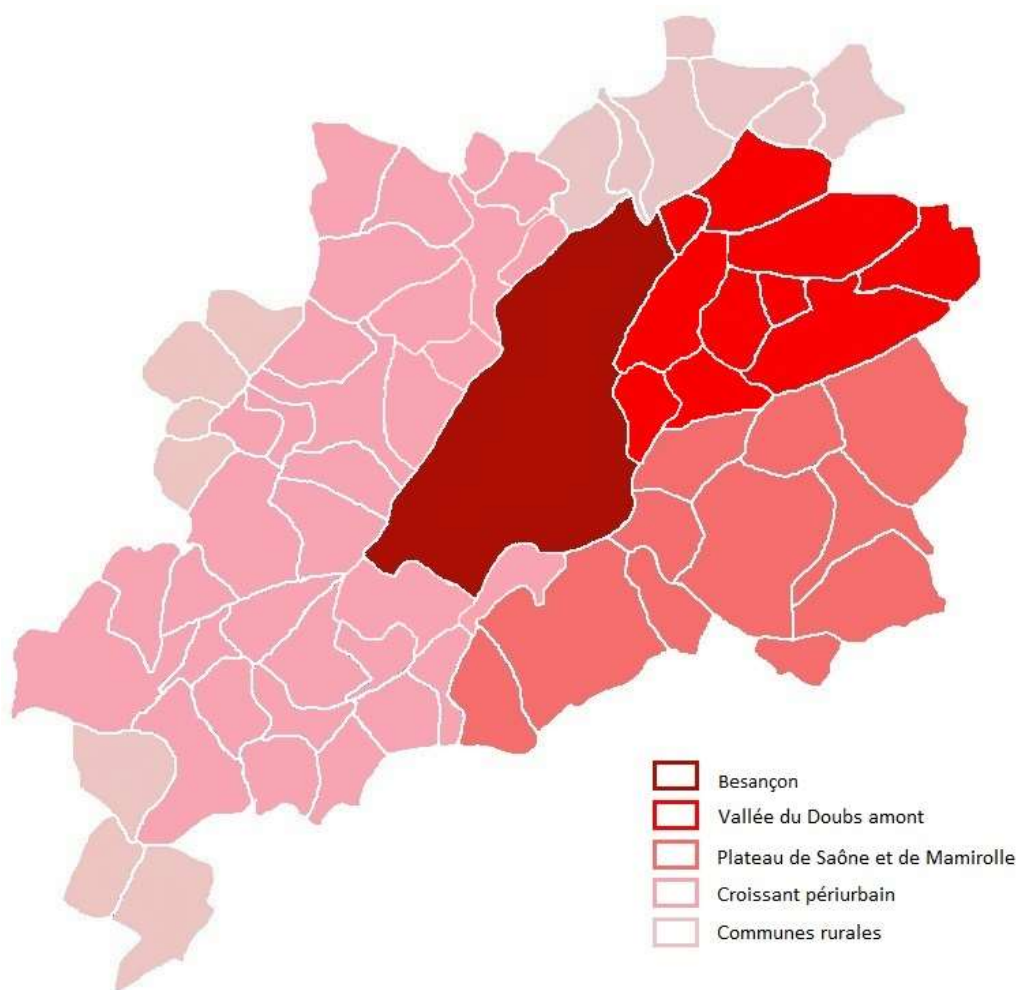 Besançon
Vallée du Doubs amont
Plateau de Saône et de Mamirolle
Croissant périurbain
Communes rurales